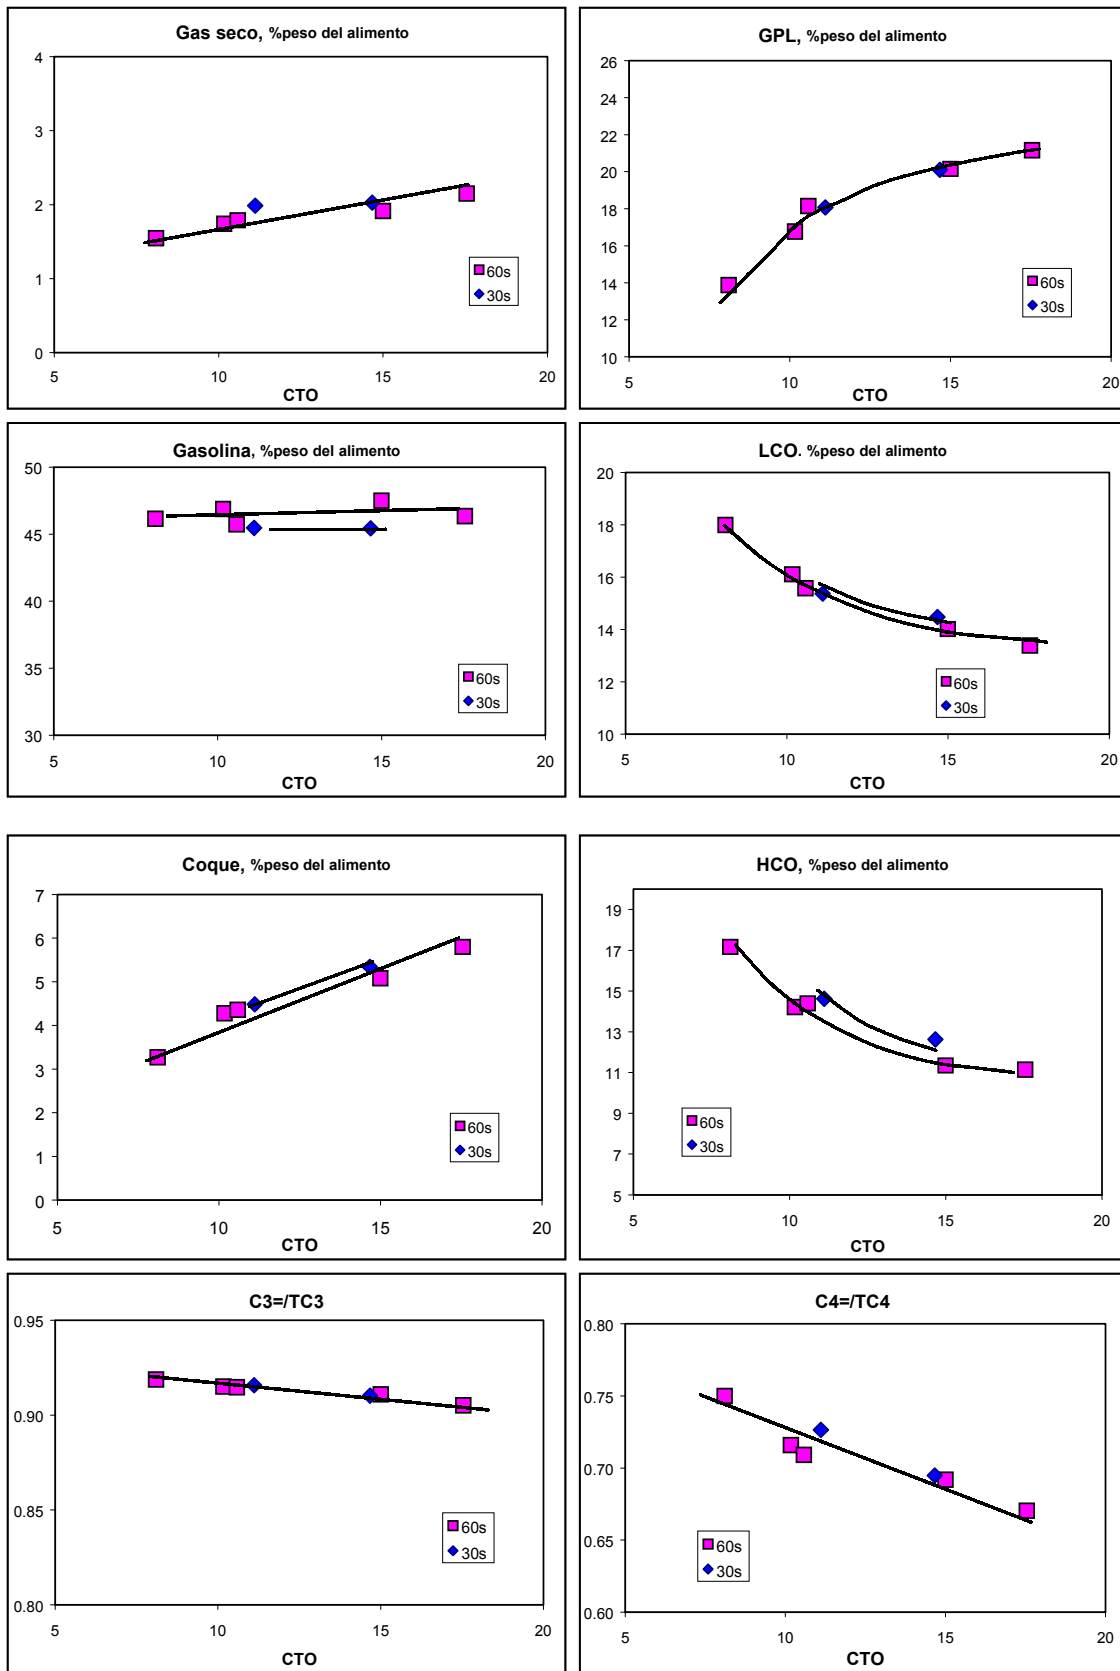 Gas seco, %peso del alimento
4
3
2
1
0
5 10 15 20
CTO
60s
30s
GPL, %peso del alimento
26
24
22
20
18
16
14
12
10
5 10 15 20
CTO
60s
30s
Gasolina, %peso del alimento
50
45
40
35
30
5 10 15 20
CTO
60s
30s
LCO. %peso del alimento
20
18
16
14
12
10
5 10 15 20
CTO
60s
30s
Coque, %peso del alimento
7
6
5
4
3
2
1
0
5 10 15 20
CTO
60s
30s
HCO, %peso del alimento
19
17
15
13
11
9
7
5
5 10 15 20
CTO
60s
30s
C3=/TC3
0.95
0.90
0.85
0.80
5 10 15 20
CTO
60s
30s
C4=/TC4
0.80
0.75
0.70
0.65
0.60
5 10 15 20
CTO
60s
30s